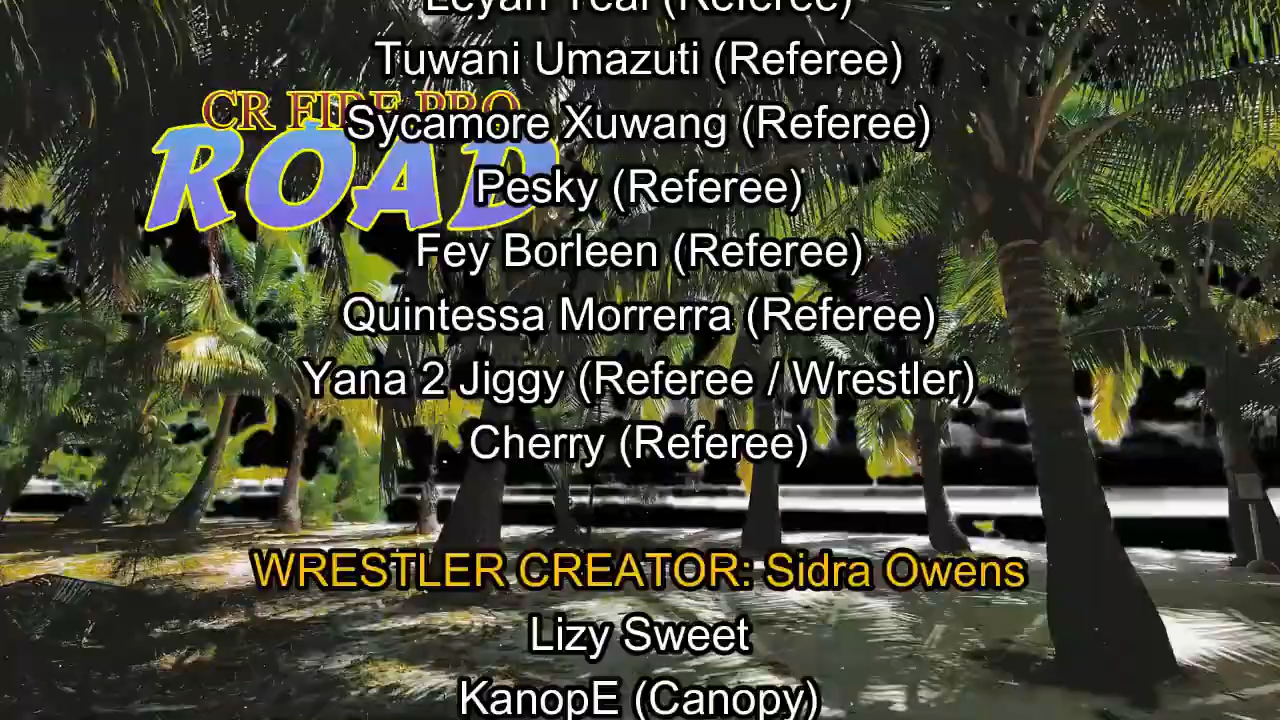 (Referee)
Tuwani Umazuti (Referee)
CR FIRE PRO
Sycamore Xuwang (Referee)
ROAD
Pesky (Referee)
Fey Borleen (Referee)
Quintessa Morrerra (Referee)
Yana 2 Jiggy (Referee / Wrestler)
Cherry (Referee)
WRESTLER CREATOR: Sidra Owens
Lizy Sweet
KanopE (Canopy)